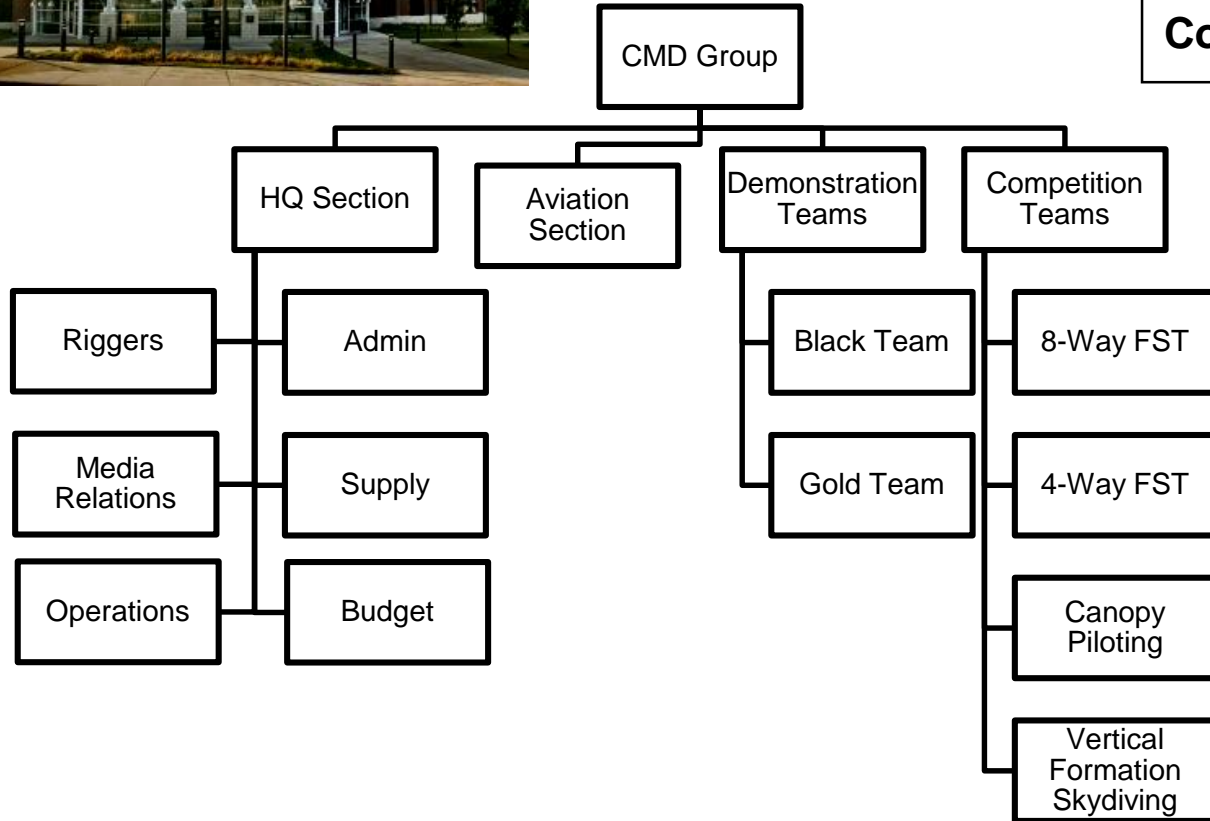 CMD Group
HQ Section
Aviation
Section
Demonstration
Teams
Competition
Teams
Riggers
Admin
Black Team
8-Way FST
Media
Relations
Supply
Gold Team
4-Way FST
Operations
Budget
Canopy
Piloting
Vertical
Formation
Skydiving